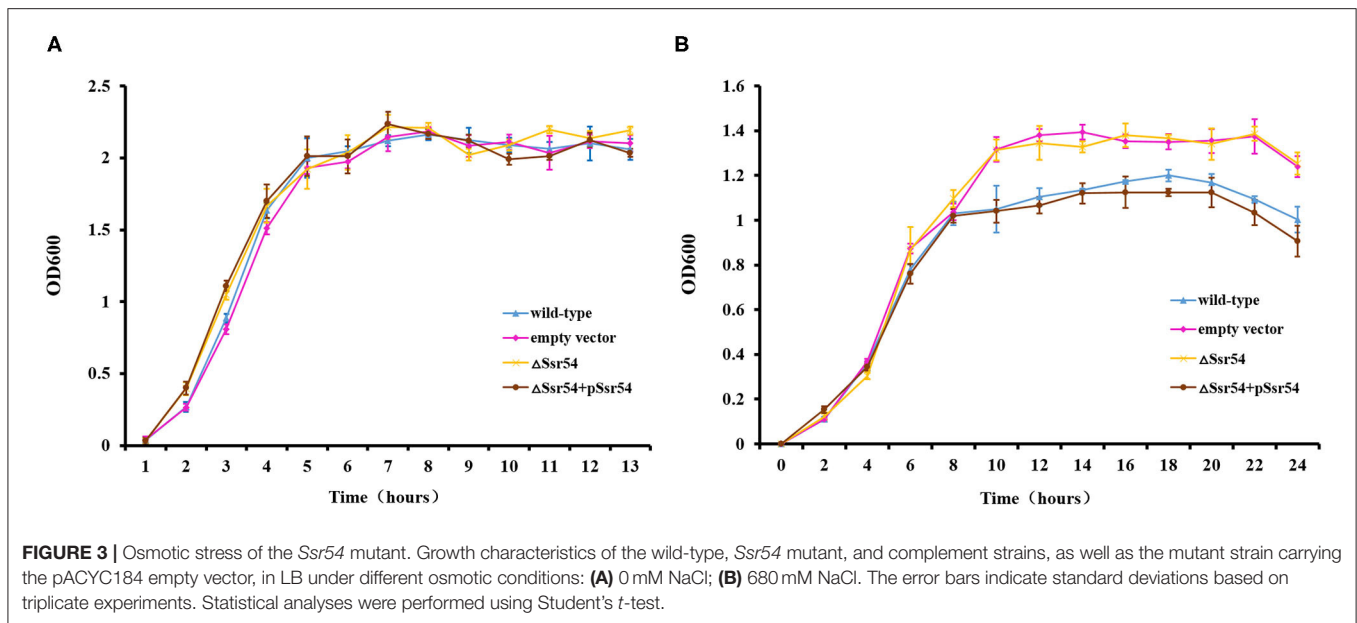 A
2.5
2
1.5
1
0.5
0
OD600
1 2 3 4 5 6 7 8 9 10 11 12 13
Time（hours）
wild-type
empty vector
△Ssr54
△Ssr54+pSsr54
B
1.6
1.4
1.2
1
0.8
0.6
0.4
0.2
0
OD600
0 2 4 6 8 10 12 14 16 18 20 22 24
Time（hours）
wild-type
empty vector
△Ssr54
△Ssr54+pSsr54
FIGURE 3 | Osmotic stress of the Ssr54 mutant. Growth characteristics of the wild-type, Ssr54 mutant, and complement strains, as well as the mutant strain carrying
the pACYC184 empty vector, in LB under different osmotic conditions: (A) 0 mM NaCl; (B) 680 mM NaCl. The error bars indicate standard deviations based on
triplicate experiments. Statistical analyses were performed using Student's t-test.